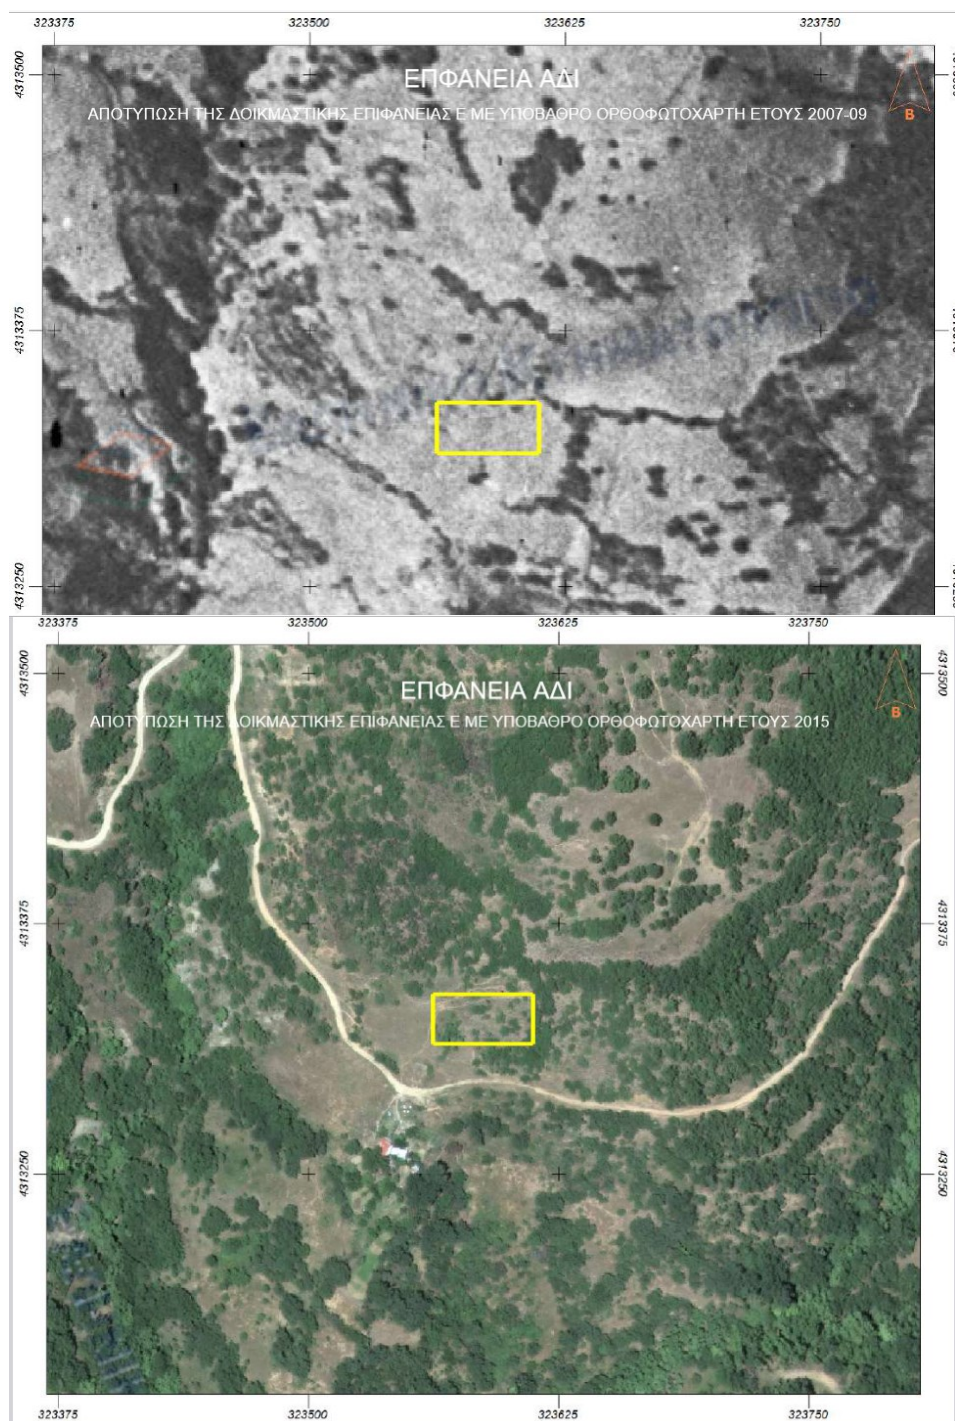 323375 323500 323625 323750
4313500
ΕΠΦΑΝΕΙΑ ΑΔΙ
ΑΠΟΤΥΠΩΣΗ ΤΗΣ ΔΟΙΚΜΑΣΤΙΚΗΣ ΕΠΙΦΑΝΕΙΑΣ Ε ΜΕ ΥΠΟΒΑΘΡΟ ΟΡΘΟΦΩΤΟΧΑΡΤΗ ΕΤΟΥΣ 2007-09
Β
4313375
4313250
323375 323500 323625 323750
4313500 4313500
ΕΠΦΑΝΕΙΑ ΑΔΙ
ΑΠΟΤΥΠΩΣΗ ΤΗΣ ΔΟΙΚΜΑΣΤΙΚΗΣ ΕΠΙΦΑΝΕΙΑΣ Ε ΜΕ ΥΠΟΒΑΘΡΟ ΟΡΘΟΦΩΤΟΧΑΡΤΗ ΕΤΟΥΣ 2015
Β
4313375 4313375
4313250 4313250
323375 323500 323625 323750